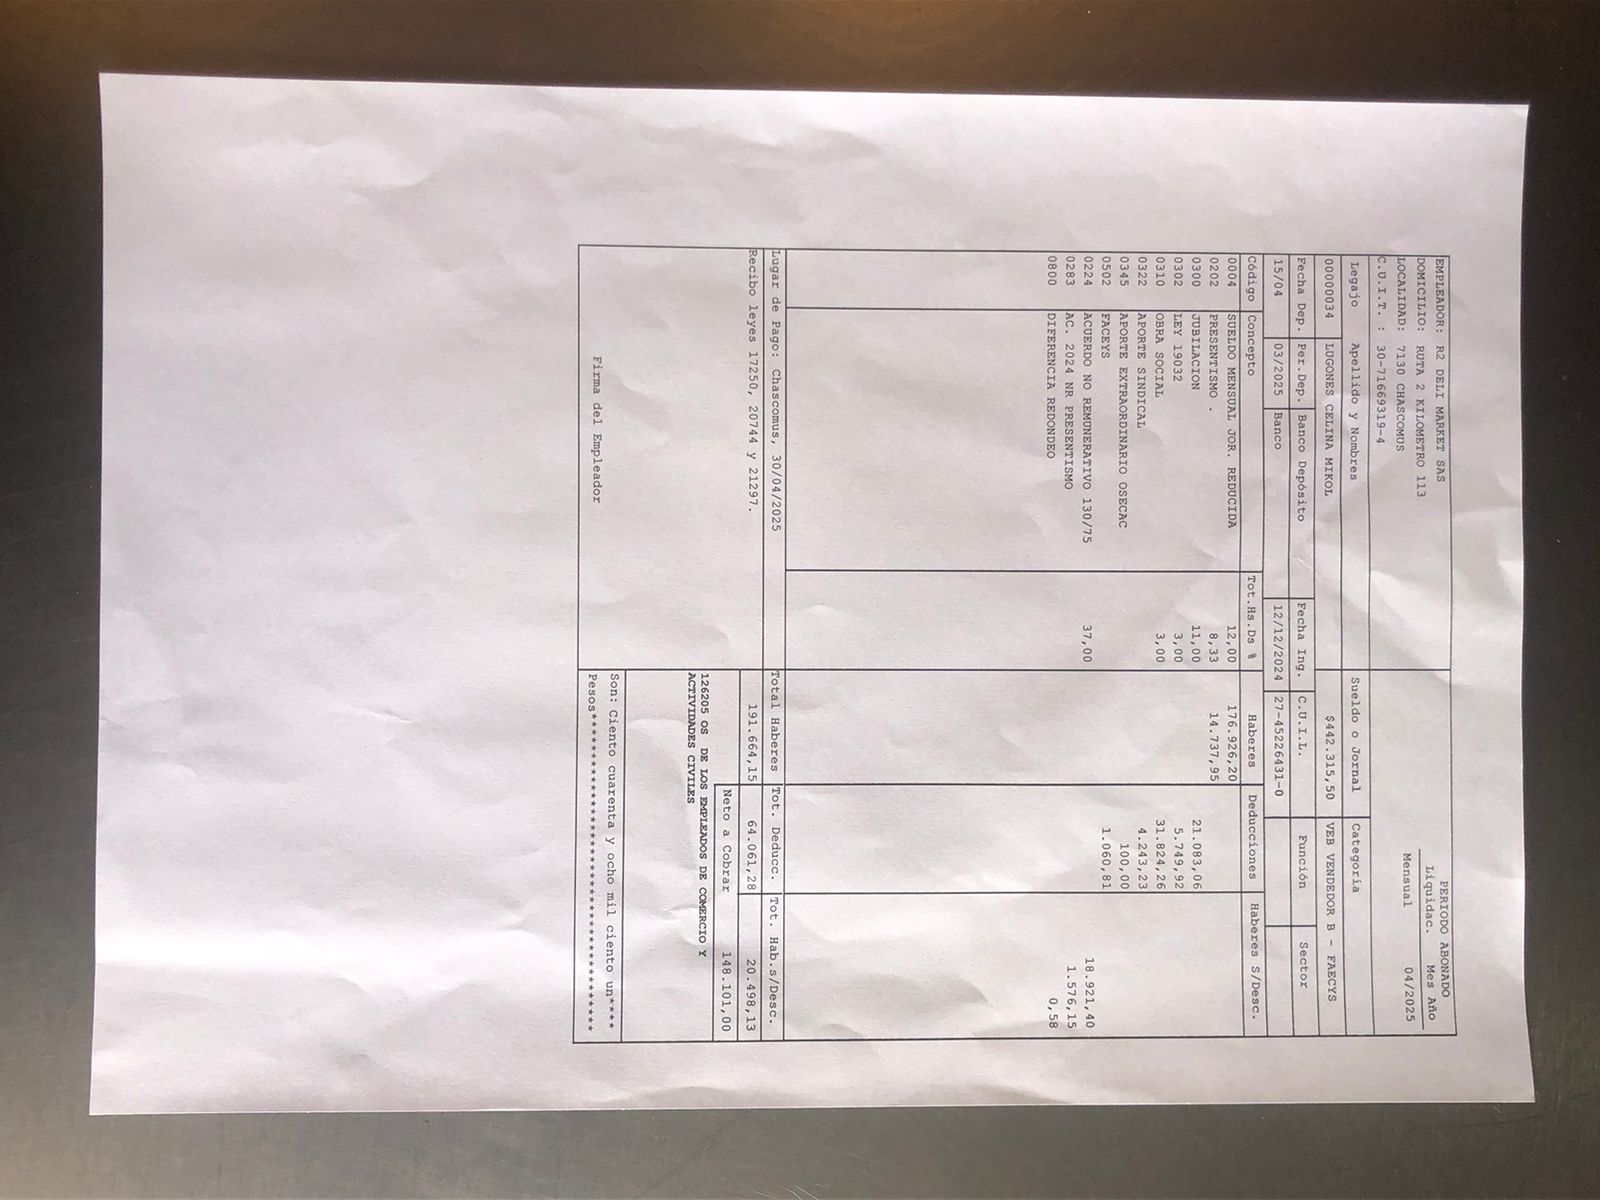 EMPLEADOR: R2 DELI MARKET SAS
DOMICILIO: RUTA 2 KILOMETRO 113
LOCALIDAD: 7130 CHASCOMUS
C.U.I.T. : 30-71669319-4
PERIODO ABONADO
Liquidac. Mes Año
Mensual 04/2025
Legajo Apellido y Nombres Sueldo o Jornal Categoría
00000034 LUGONES CELINA MIKOL $442.315,50 VEB VENDEDOR B - FAECYS
Fecha Dep. Per.Dep. Banco Depósito Fecha Ing. C.U.I.L. Función Sector
15/04 03/2025 Banco 12/12/2024 27-45226431-0
Código Concepto Tot.Hs.Ds % Haberes Deducciones Haberes S/Desc.
0004 SUELDO MENSUAL JOR. REDUCIDA 12,00 176.926,20
0202 PRESENTISMO . 8,33 14.737,95
0300 JUBILACION 11,00 21.083,06
0302 LEY 19032 3,00 5.749,92
0310 OBRA SOCIAL 3,00 31.824,26
0322 APORTE SINDICAL 4.243,23
0345 APORTE EXTRAORDINARIO OSECAC 100,00
0502 FACEYS 1.060,81
0224 ACUERDO NO REMUNERATIVO 130/75 37,00 18.921,40
0283 AC. 2024 NR PRESENTISMO 1.576,15
0800 DIFERENCIA REDONDEO 0,58
Lugar de Pago: Chascomus, 30/04/2025 Total Haberes Tot. Deducc. Tot. Hab.s/Desc.
Recibo leyes 17250, 20744 y 21297. 191.664,15 64.061,28 20.498,13
Neto a Cobrar 148.101,00
126205 OS DE LOS EMPLEADOS DE COMERCIO Y
ACTIVIDADES CIVILES
Son: Ciento cuarenta y ocho mil ciento un****
Pesos****************************************
Firma del Empleador